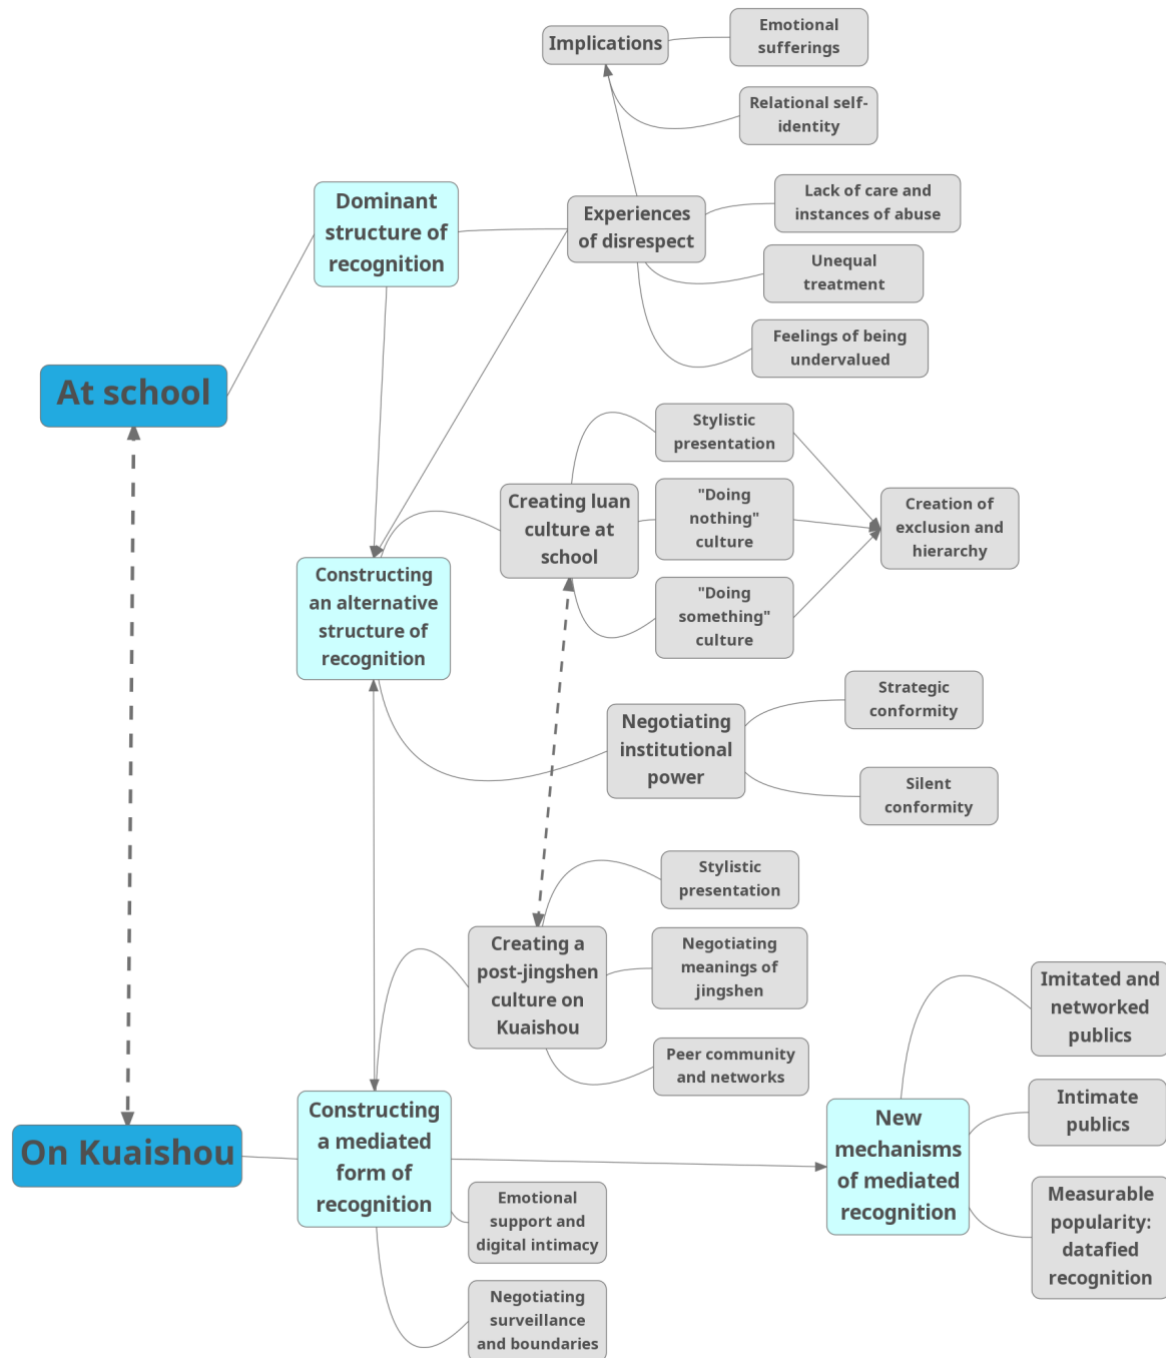 Implications
Emotional
sufferings
Relational self-
identity
Dominant
structure of
recognition
Experiences
of disrespect
Lack of care and
instances of abuse
Unequal
treatment
Feelings of being
undervalued
At school
Stylistic
presentation
Creating luan
culture at
school
"Doing
nothing"
culture
"Doing
something"
culture
Creation of
exclusion and
hierarchy
Constructing
an alternative
structure of
recognition
Negotiating
institutional
power
Strategic
conformity
Silent
conformity
Stylistic
presentation
Creating a
post-jingshen
culture on
Kuaishou
Negotiating
meanings of
jingshen
Peer community
and networks
On Kuaishou
Constructing
a mediated
form of
recognition
Emotional
support and
digital intimacy
Negotiating
surveillance
and boundaries
New
mechanisms
of mediated
recognition
Imitated and
networked
publics
Intimate
publics
Measurable
popularity:
datafied
recognition